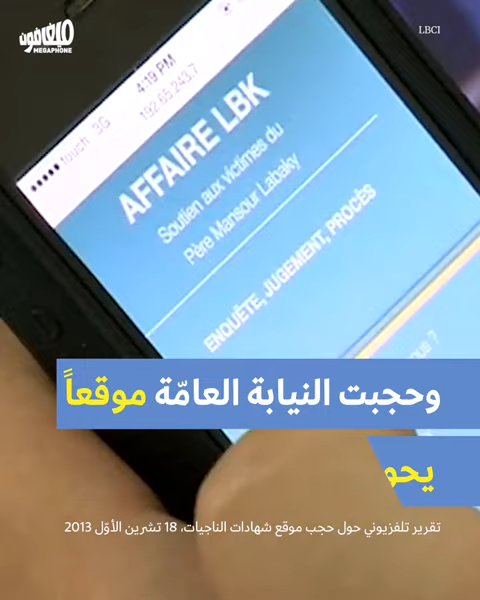 ميغافون
MEGAPHONE
LBCI
touch 3G
4:19 PM
192.65.243.7
AFFAIRE LBK
Soutien aux victimes du
Père Mansour Labaky
ENQUÊTE, JUGEMENT, PROCÈS
وحجبت النيابة العامّة موقعاً
يحو
تقرير تلفزيوني حول حجب موقع شهادات الناجيات، 18 تشرين الأوّل 2013